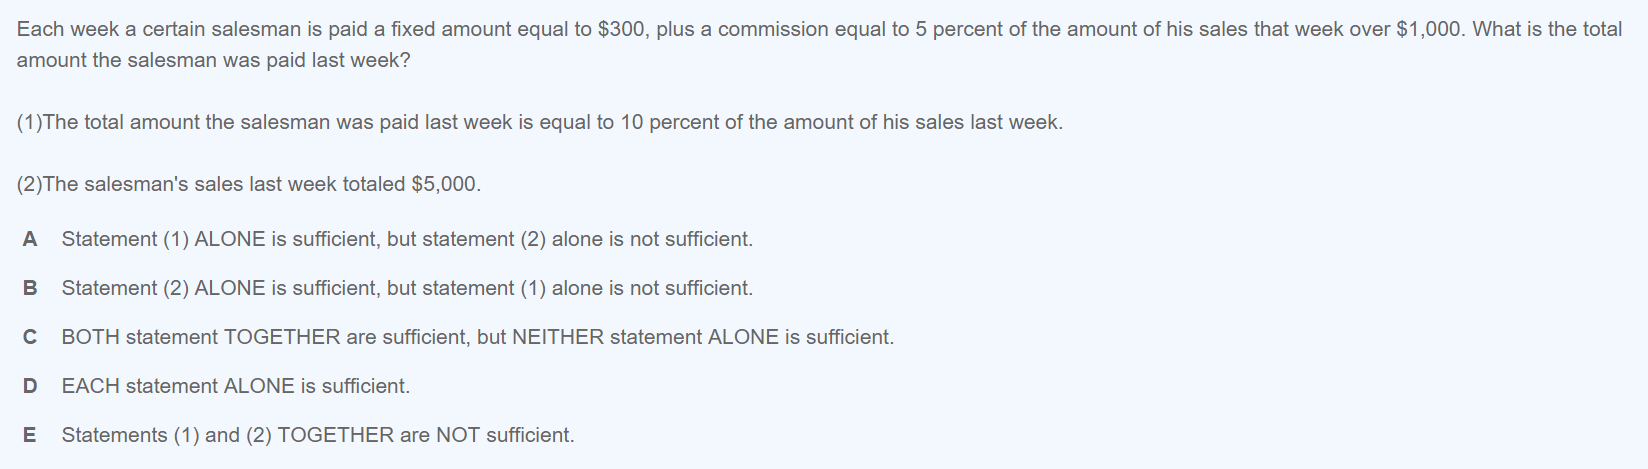 Each week a certain salesman is paid a fixed amount equal to $300, plus a commission equal to 5 percent of the amount of his sales that week over $1,000. What is the total
amount the salesman was paid last week?
(1)The total amount the salesman was paid last week is equal to 10 percent of the amount of his sales last week.
(2)The salesman's sales last week totaled $5,000.
A Statement (1) ALONE is sufficient, but statement (2) alone is not sufficient.
B Statement (2) ALONE is sufficient, but statement (1) alone is not sufficient.
C BOTH statement TOGETHER are sufficient, but NEITHER statement ALONE is sufficient.
D EACH statement ALONE is sufficient.
E Statements (1) and (2) TOGETHER are NOT sufficient.